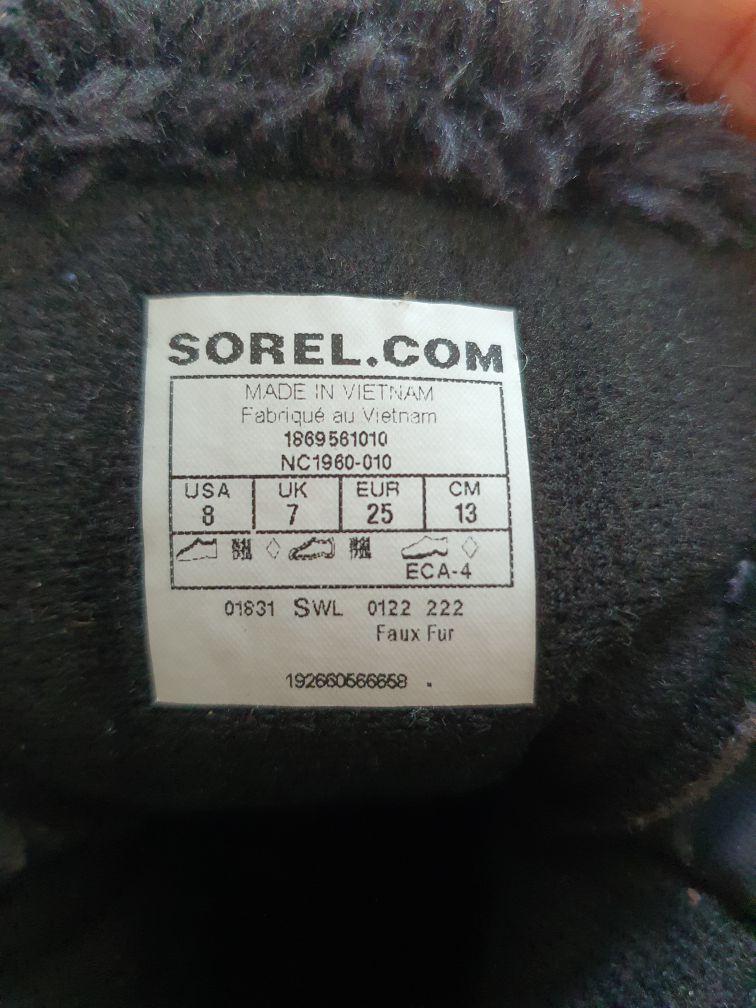 SOREL.COM
MADE IN VIETNAM
Fabriqué au Vietnam
1869561010
NC1960-010
USA UK EUR CM
8 7 25 13
ECA-4
01831 SWL 0122 222
Faux Fur
192660566658